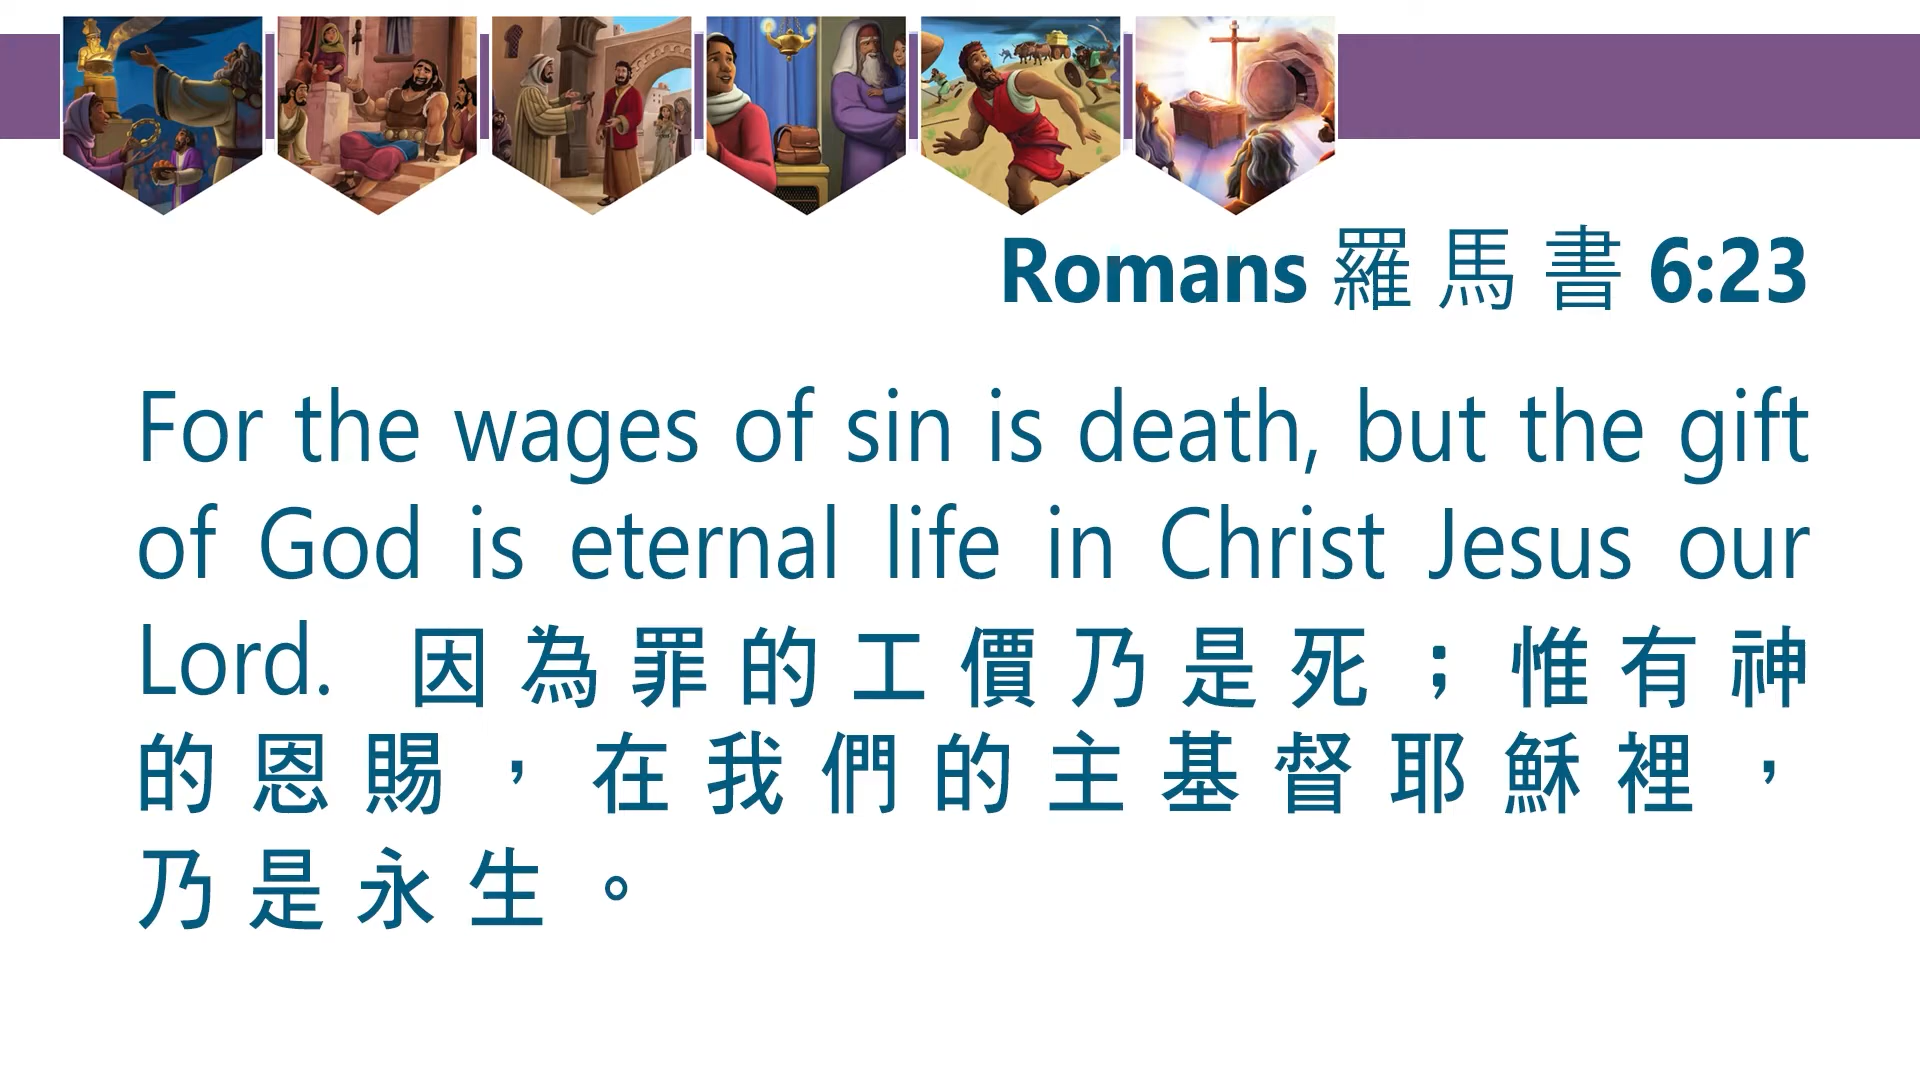 Romans 羅馬書 6:23
For the wages of sin is death, but the gift
of God is eternal life in Christ Jesus our
Lord. 因為罪的工價乃是死；惟有神
的恩賜，在我們的主基督耶穌裡，
乃是永生。